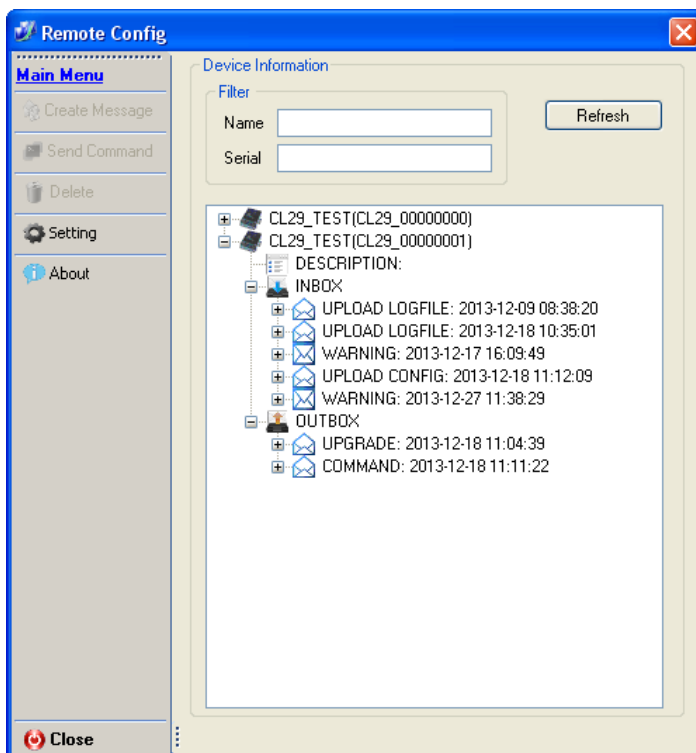 Remote Config
Main Menu
Create Message
Send Command
Delete
Setting
About
Close
Device Information
Filter
Name
Serial
Refresh
CL29_TEST(CL29_00000000)
CL29_TEST(CL29_00000001)
DESCRIPTION:
INBOX
UPLOAD LOGFILE: 2013-12-09 08:38:20
UPLOAD LOGFILE: 2013-12-18 10:35:01
WARNING: 2013-12-17 16:09:49
UPLOAD CONFIG: 2013-12-18 11:12:09
WARNING: 2013-12-27 11:38:29
OUTBOX
UPGRADE: 2013-12-18 11:04:39
COMMAND: 2013-12-18 11:11:22